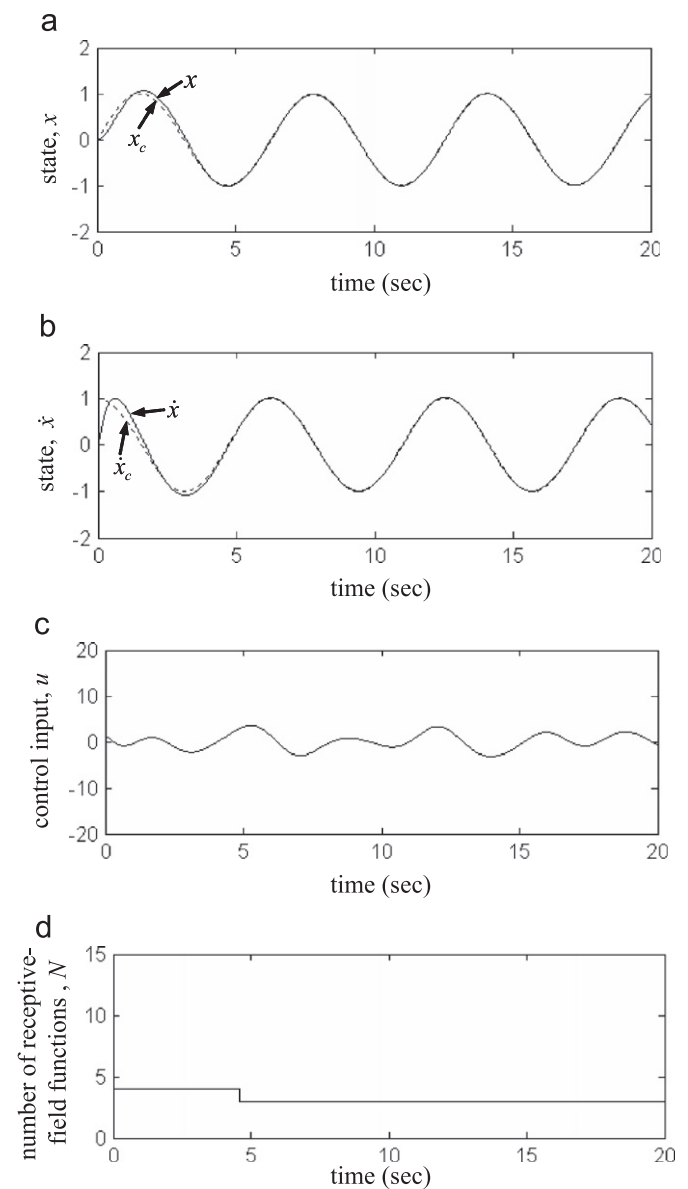 a
2
1
0
-1
-2
state, x
x
x_c
0 5 10 15 20
time (sec)
b
2
1
0
-1
-2
state, ẋ
ẋ
ẋ_c
0 5 10 15 20
time (sec)
c
20
10
0
-10
-20
control input, u
0 5 10 15 20
time (sec)
d
15
10
5
0
number of receptive-
field functions , N
0 5 10 15 20
time (sec)